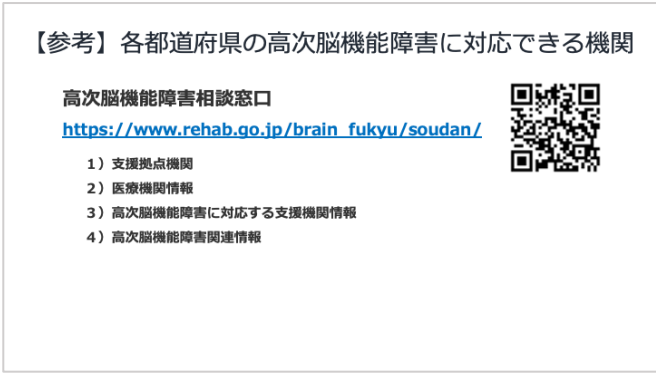 【参考】各都道府県の高次脳機能障害に対応できる機関
高次脳機能障害相談窓口
https://www.rehab.go.jp/brain_fukyu/soudan/
1）支援拠点機関
2）医療機関情報
3）高次脳機能障害に対応する支援機関情報
4）高次脳機能障害関連情報